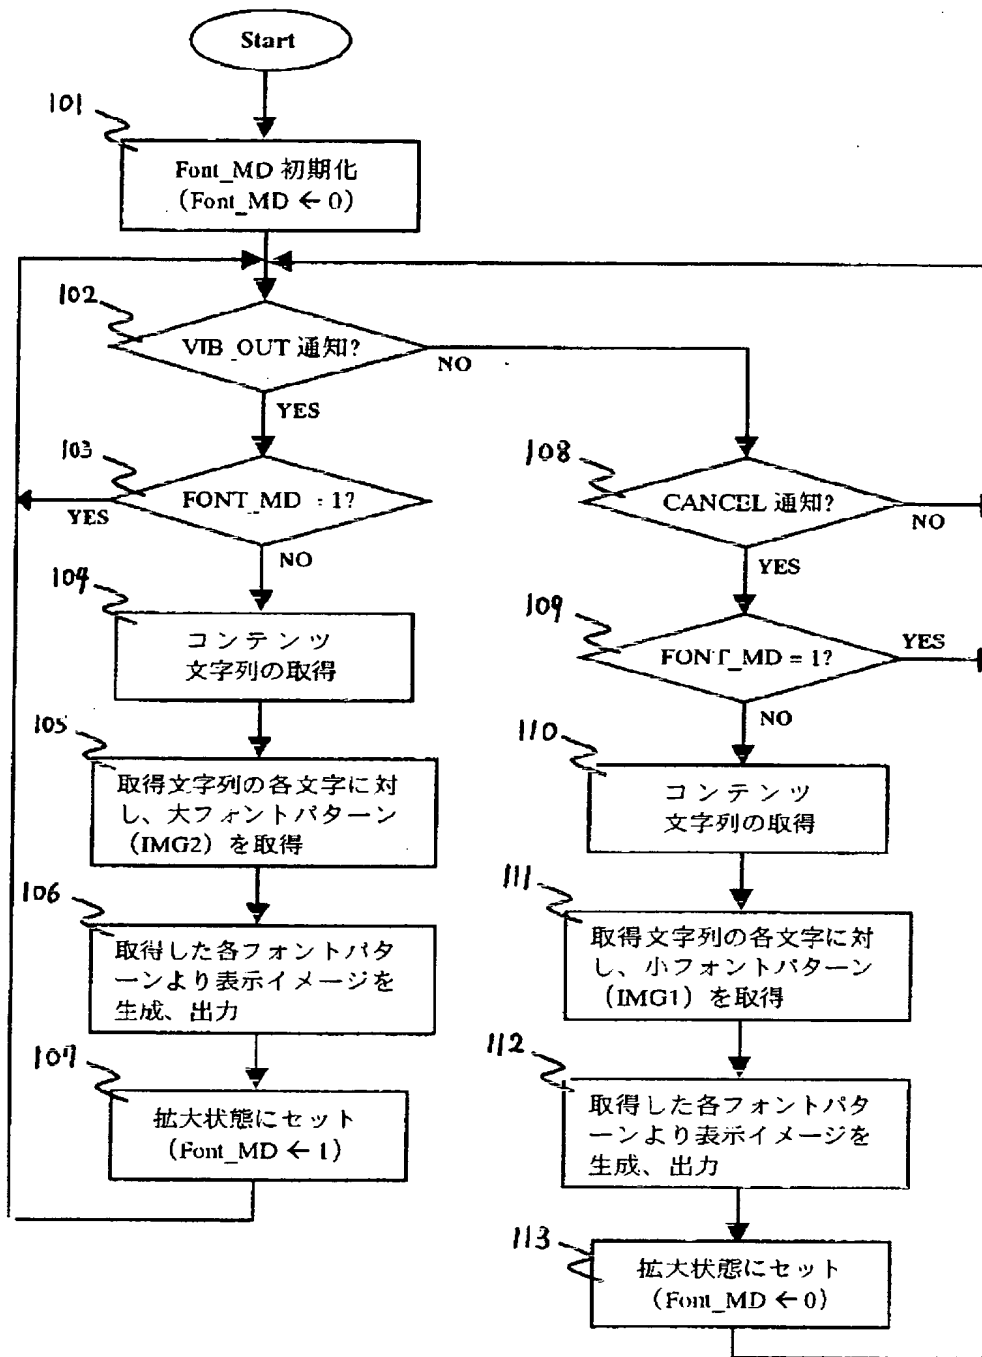 Start
101
Font_MD 初期化
(Font_MD ← 0)
102
VIB_OUT 通知?
NO
YES
103
FONT_MD = 1?
YES
NO
104
コンテンツ
文字列の取得
105
取得文字列の各文字に対
し、大フォントパターン
(IMG2) を取得
106
取得した各フォントパタ
ーンより表示イメージを
生成、出力
107
拡大状態にセット
(Font_MD ← 1)
108
CANCEL 通知?
NO
YES
109
FONT_MD = 1?
YES
NO
110
コンテンツ
文字列の取得
111
取得文字列の各文字に対
し、小フォントパターン
(IMG1) を取得
112
取得した各フォントパタ
ーンより表示イメージを
生成、出力
113
拡大状態にセット
(Font_MD ← 0)